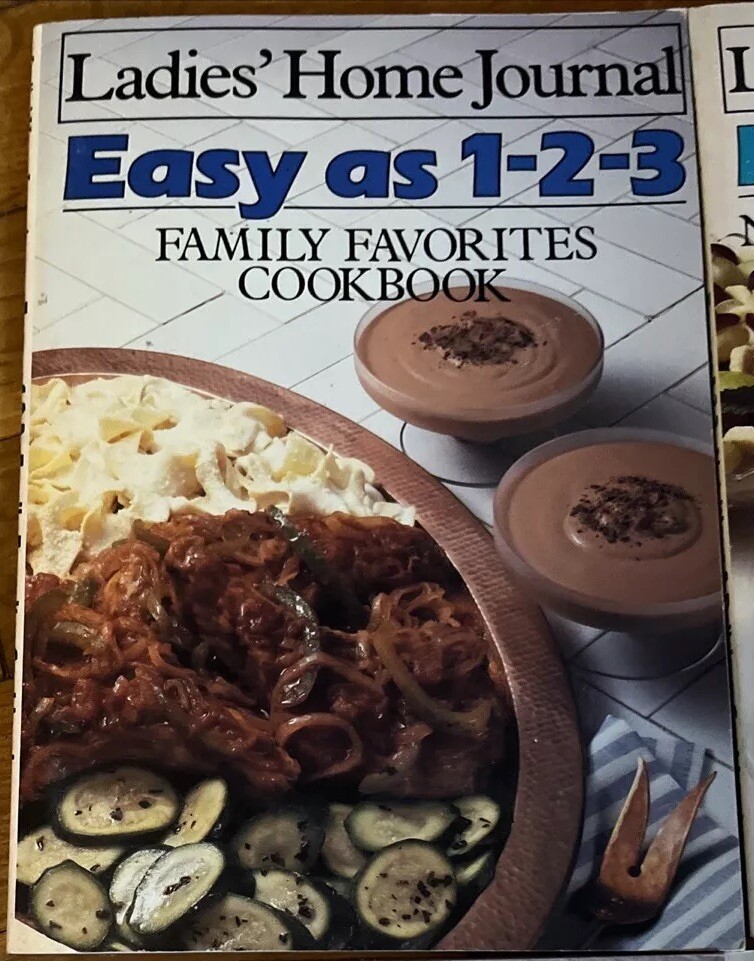 Ladies' Home Journal
Easy as 1-2-3
FAMILY FAVORITES
COOKBOOK